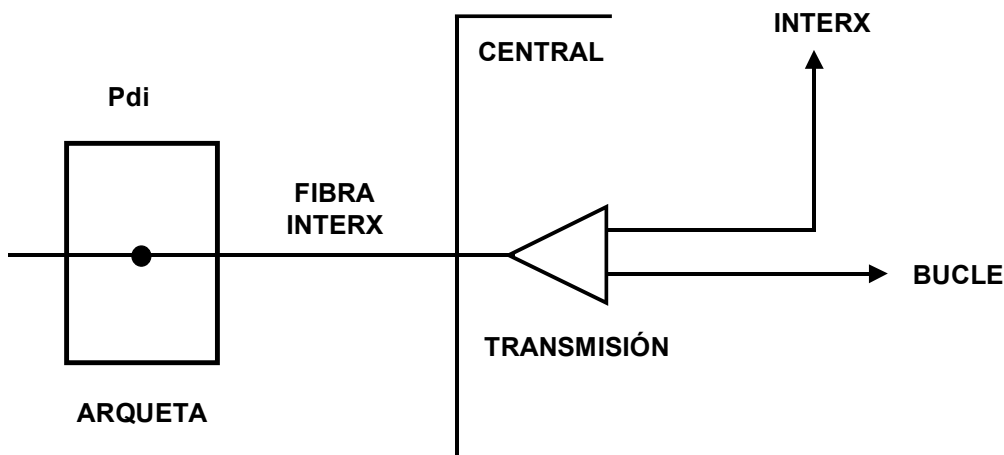 INTERX
CENTRAL
Pdi
FIBRA
INTERX
BUCLE
TRANSMISIÓN
ARQUETA